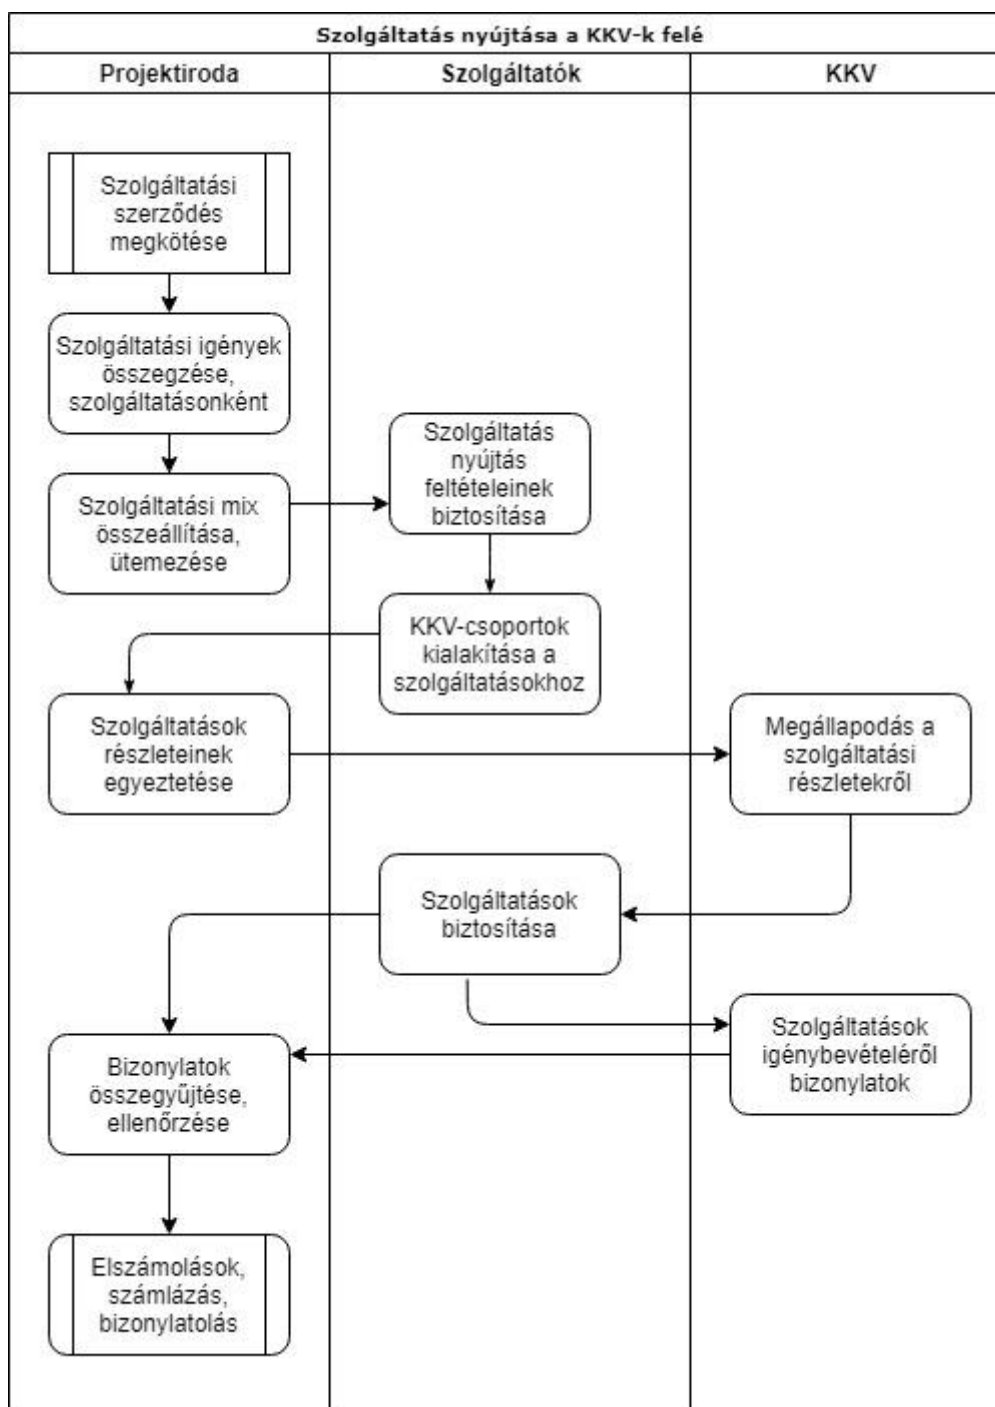 Szolgáltatás nyújtása a KKV-k felé
Projektiroda
Szolgáltatók
KKV
Szolgáltatási
szerződés
megkötése
Szolgáltatási igények
összegzése,
szolgáltatásonként
Szolgáltatási mix
összeállítása,
ütemezése
Szolgáltatás
nyújtás
feltételeinek
biztosítása
KKV-csoportok
kialakítása a
szolgáltatásokhoz
Szolgáltatások
részleteinek
egyeztetése
Megállapodás a
szolgáltatási
részletekről
Szolgáltatások
biztosítása
Szolgáltatások
igénybevételéről
bizonylatok
Bizonylatok
összegyűjtése,
ellenőrzése
Elszámolások,
számlázás,
bizonylatolás